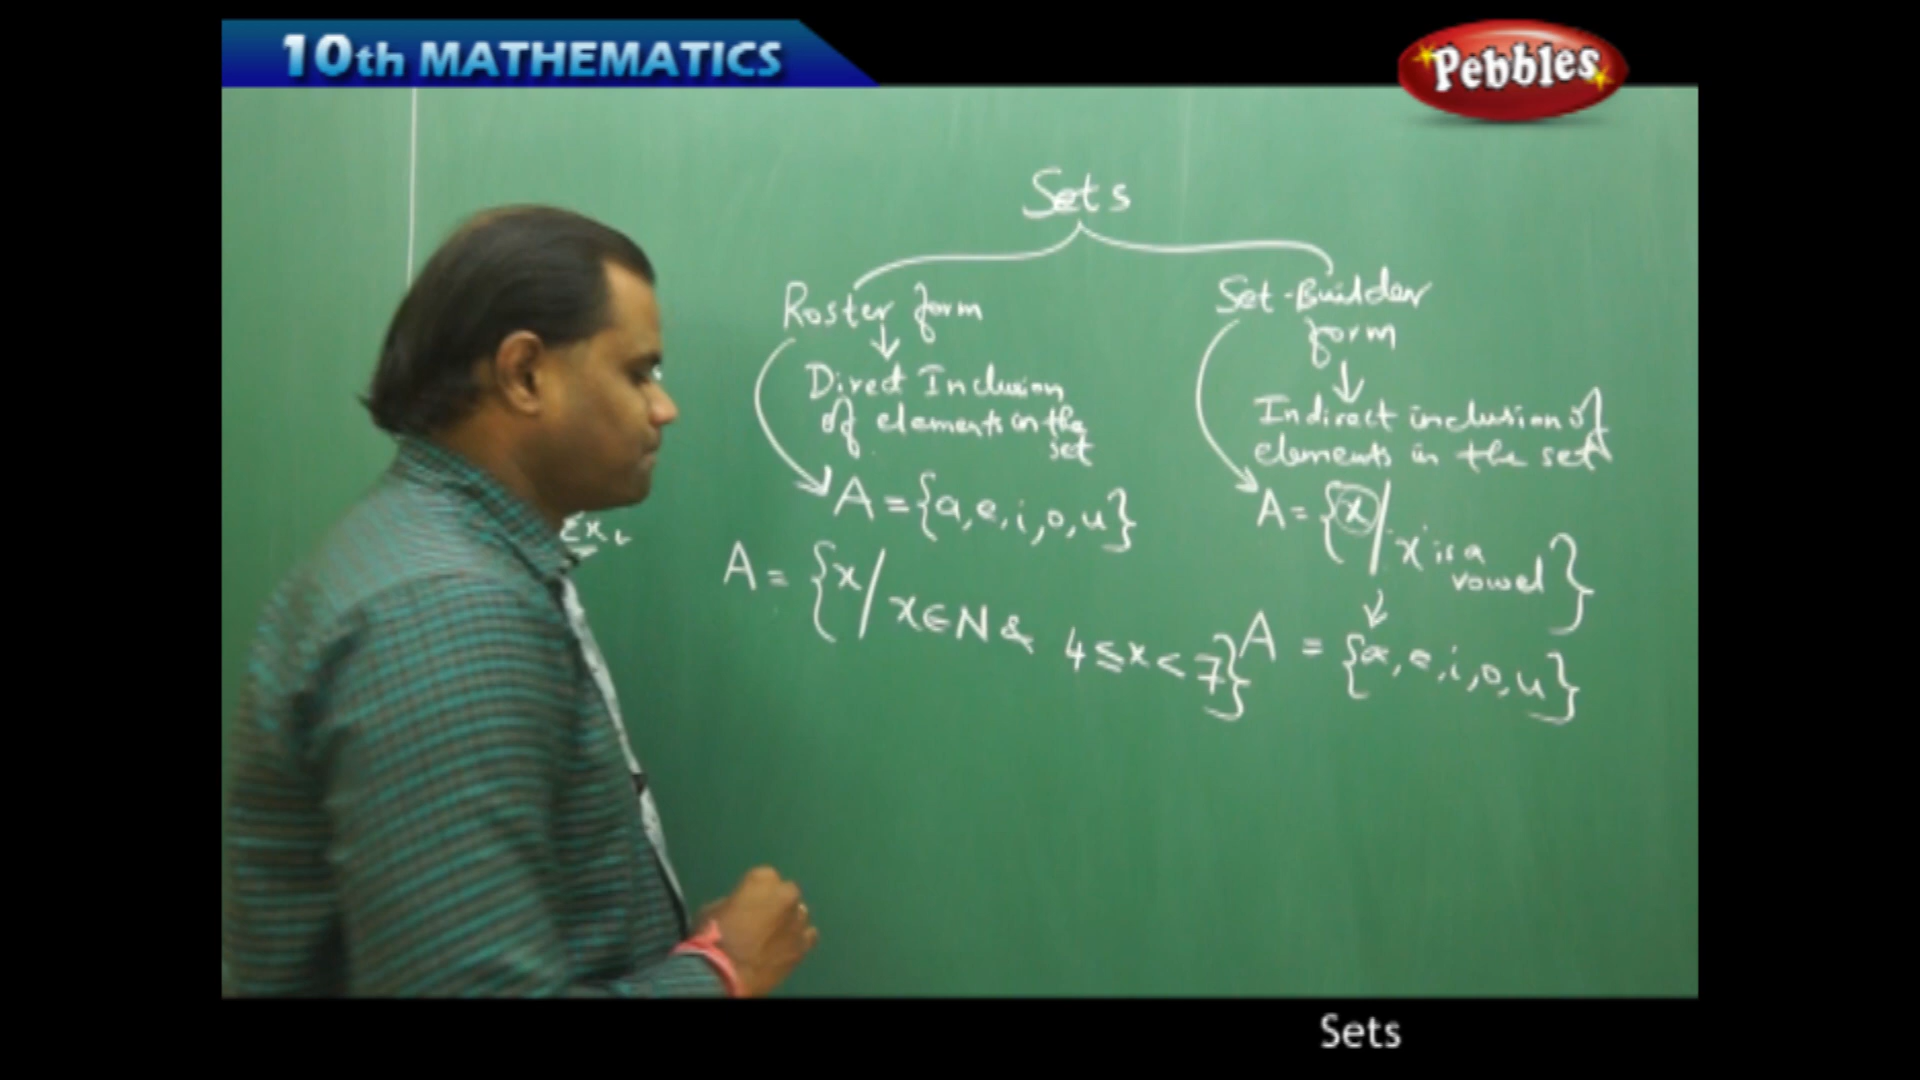 10th MATHEMATICS
Pebbles
Sets
Roster form
Direct Inclusion
of elements in the
set
A = {a, e, i, o, u}
Set-Builder
form
Indirect inclusion of
elements in the set
A = {x / x is a
vowel}
A = {a, e, i, o, u}
Ex.
A = {x / x ∈ N & 4 ≤ x < 7}
Sets